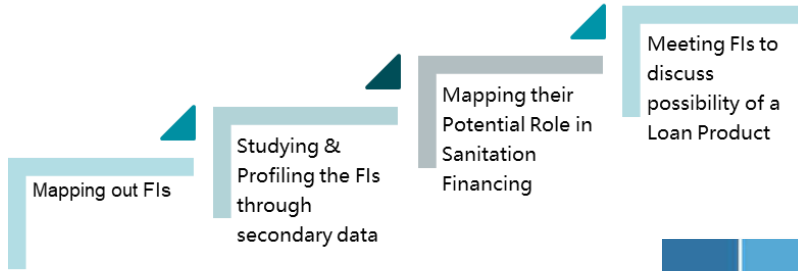 Mapping out FIs
Studying &
Profiling the FIs
through
secondary data
Mapping their
Potential Role in
Sanitation
Financing
Meeting FIs to
discuss
possibility of a
Loan Product